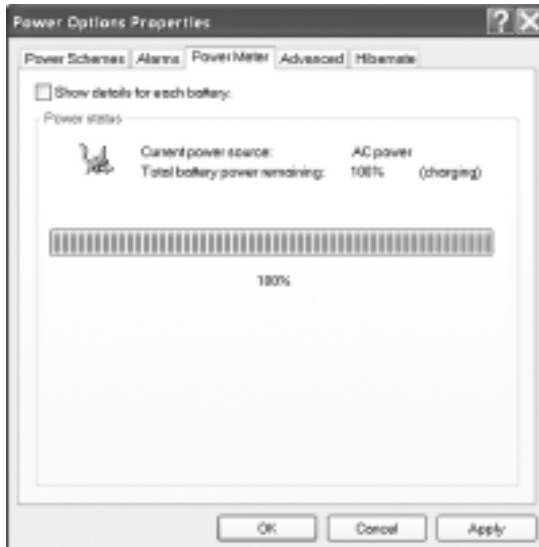 Power Options Properties
Power Schemes Alarms Power Meter Advanced Hibernate
Show details for each battery.
Power status
Current power source: AC power
Total battery power remaining: 100% (charging)
100%
OK Cancel Apply